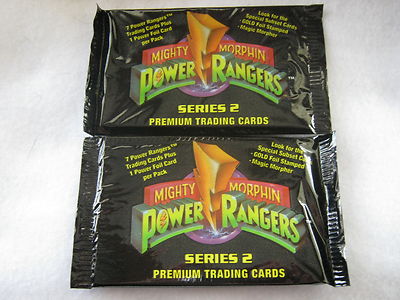 7 Power Rangers™
Trading Cards Plus
1 Power Foil Card
per Pack
Look for the
Special Subset Cards
- GOLD Foil Stamped
- Magic Morpher
MIGHTY MORPHIN
POWER RANGERS™
SERIES 2
PREMIUM TRADING CARDS
7 Power Rangers™
Trading Cards Plus
1 Power Foil Card
per Pack
Look for the
Special Subset Cards
- GOLD Foil Stamped
- Magic Morpher
MIGHTY MORPHIN
POWER RANGERS
SERIES 2
PREMIUM TRADING CARDS